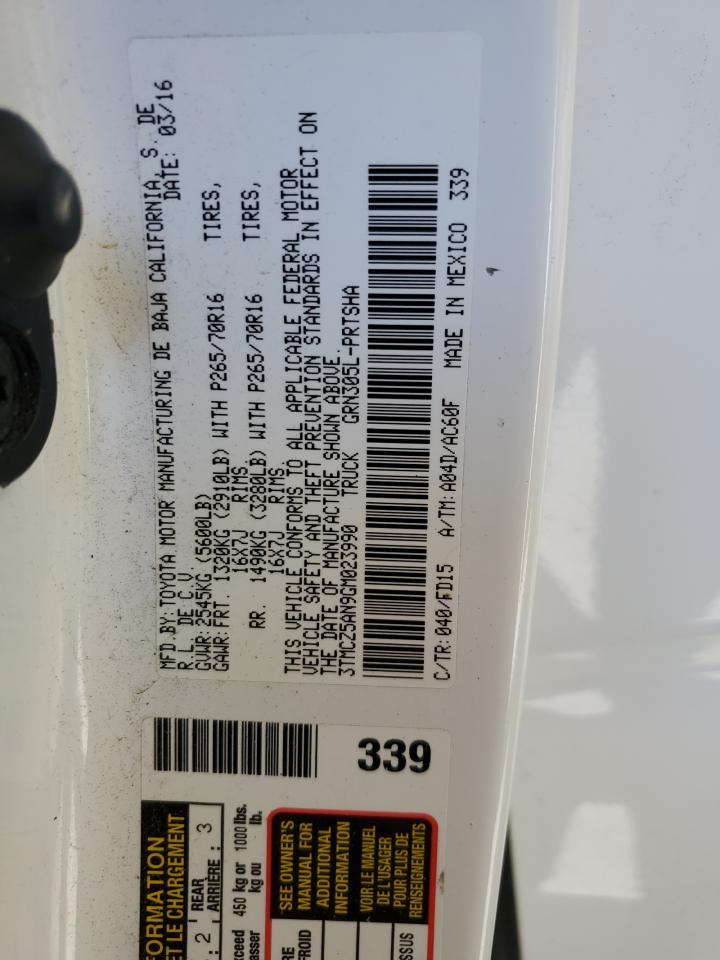 MFD.BY:TOYOTA MOTOR MANUFACTURING DE BAJA CALIFORNIA, S. DE
R.L.DE C.V. DATE: 03/16
GVWR:2545KG (5600LB)
GAWR:FRT. 1320KG (2910LB) WITH P265/70R16 TIRES,
16X7J RIMS
RR. 1490KG (3280LB) WITH P265/70R16 TIRES,
16X7J RIMS.
THIS VEHICLE CONFORMS TO ALL APPLICABLE FEDERAL MOTOR
VEHICLE SAFETY AND THEFT PREVENTION STANDARDS IN EFFECT ON
THE DATE OF MANUFACTURE SHOWN ABOVE.
3TMCZ5AN9GM023990 TRUCK GRN305L-PRTSHA
C/TR:040/FD15 A/TM:A04D/AC60F MADE IN MEXICO 339
339
FORMATION
ET LE CHARGEMENT
: 2 REAR
ARRIÈRE : 3
xceed 450 kg or 1000 lbs.
asser kg ou lb.
SEE OWNER'S
MANUAL FOR
ADDITIONAL
INFORMATION
VOIR LE MANUEL
DE L'USAGER
POUR PLUS DE
RENSEIGNEMENTS
RE
FROID
SSUS